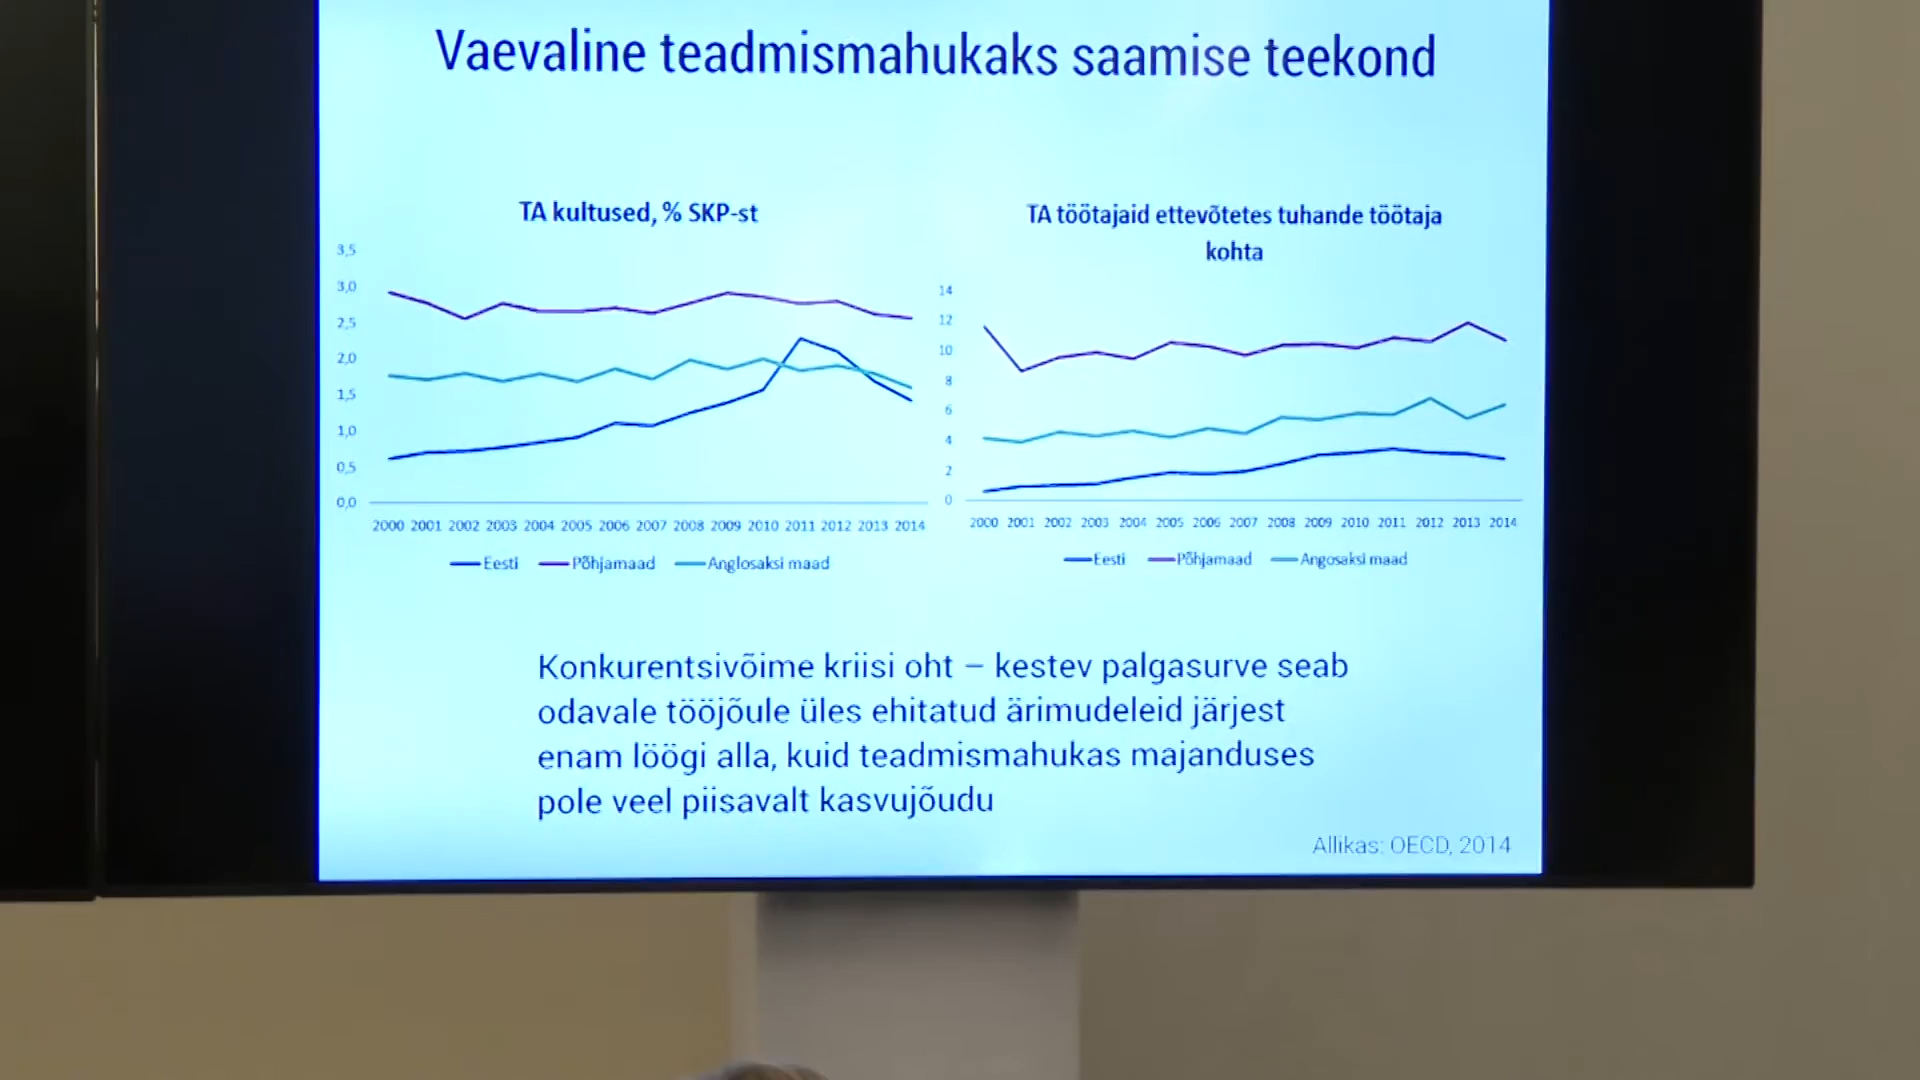 Vaevaline teadmismahukaks saamise teekond
TA kultused, % SKP-st
3,5
3,0
2,5
2,0
1,5
1,0
0,5
0,0
2000 2001 2002 2003 2004 2005 2006 2007 2008 2009 2010 2011 2012 2013 2014
Eesti Põhjamaad Anglosaksi maad
TA töötajaid ettevõtetes tuhande töötaja
kohta
14
12
10
8
6
4
2
0
2000 2001 2002 2003 2004 2005 2006 2007 2008 2009 2010 2011 2012 2013 2014
Eesti Põhjamaad Angosaksi maad
Konkurentsivõime kriisi oht – kestev palgasurve seab
odavale tööjõule üles ehitatud ärimudeleid järjest
enam löögi alla, kuid teadmismahukas majanduses
pole veel piisavalt kasvujõudu
Allikas: OECD, 2014